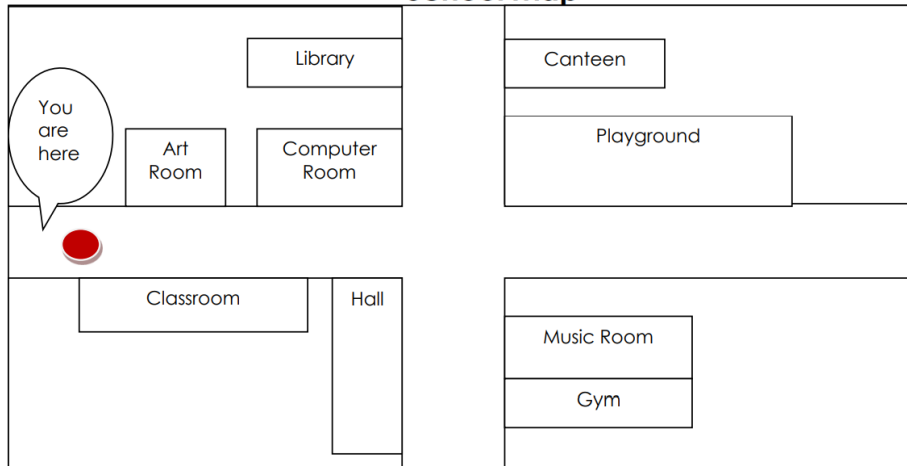 Library
Canteen
You
are
here
Art
Room
Computer
Room
Playground
Classroom
Hall
Music Room
Gym